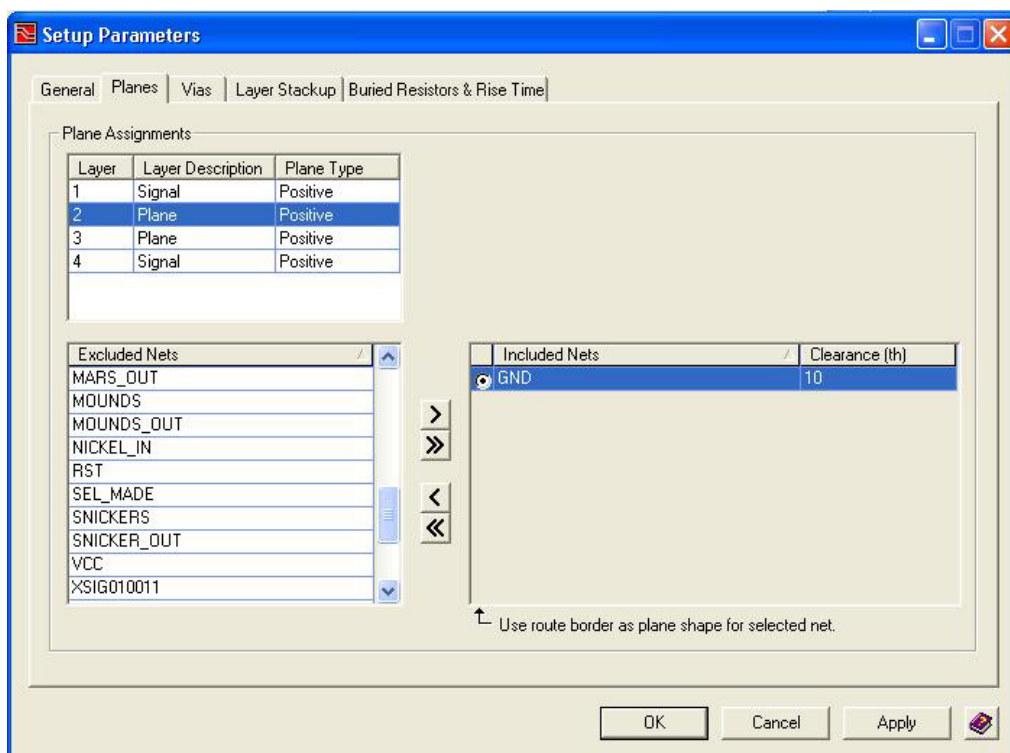 Setup Parameters
General Planes Vias Layer Stackup Buried Resistors & Rise Time
Plane Assignments
Layer Layer Description Plane Type
1 Signal Positive
2 Plane Positive
3 Plane Positive
4 Signal Positive
Excluded Nets
MARS_OUT
MOUNDS
MOUNDS_OUT
NICKEL_IN
RST
SEL_MADE
SNICKERS
SNICKER_OUT
VCC
XSIG010011
Included Nets Clearance (th)
GND 10
Use route border as plane shape for selected net.
OK Cancel Apply